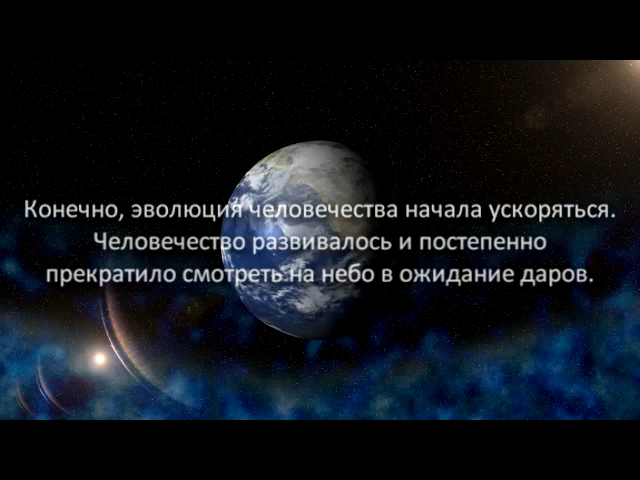 Конечно, эволюция человечества начала ускоряться.
Человечество развивалось и постепенно
прекратило смотреть на небо в ожидание даров.